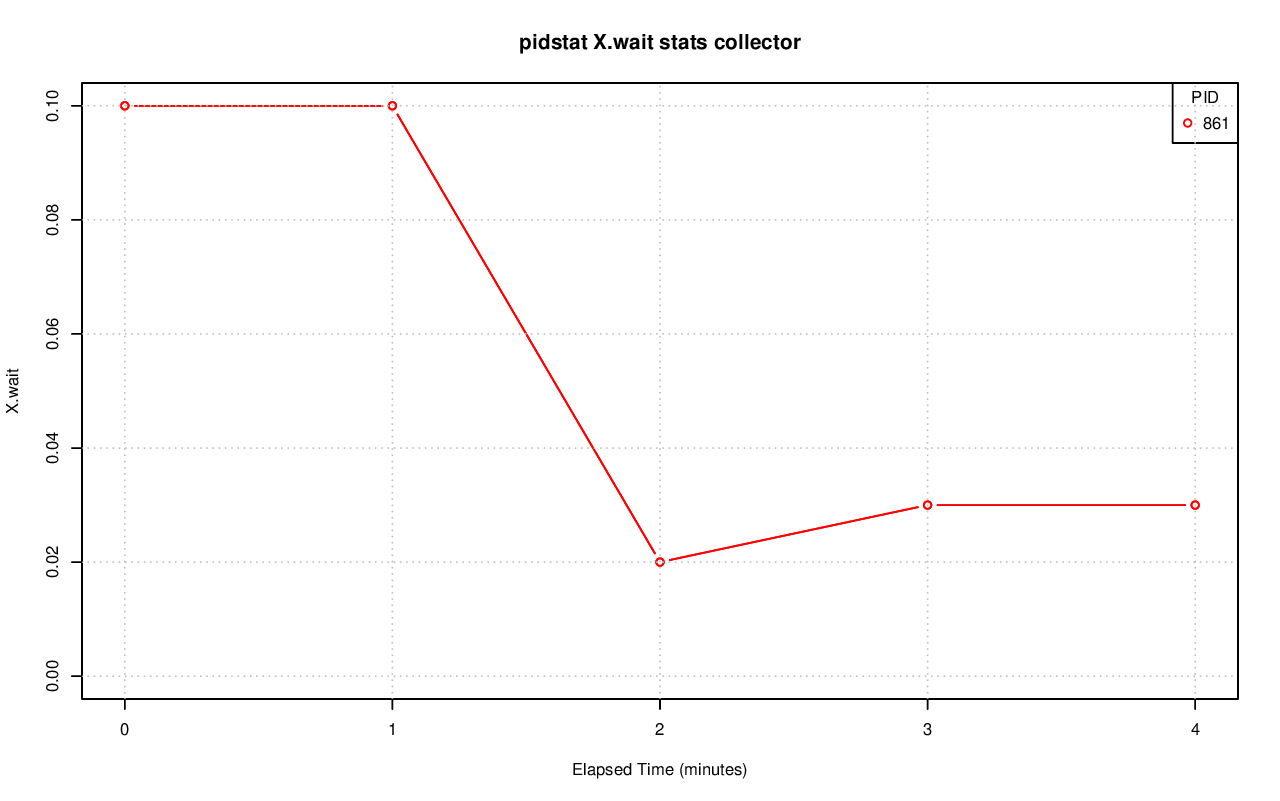 pidstat X.wait stats collector
PID
861
0.10
0.08
0.06
0.04
0.02
0.00
X.wait
0 1 2 3 4
Elapsed Time (minutes)